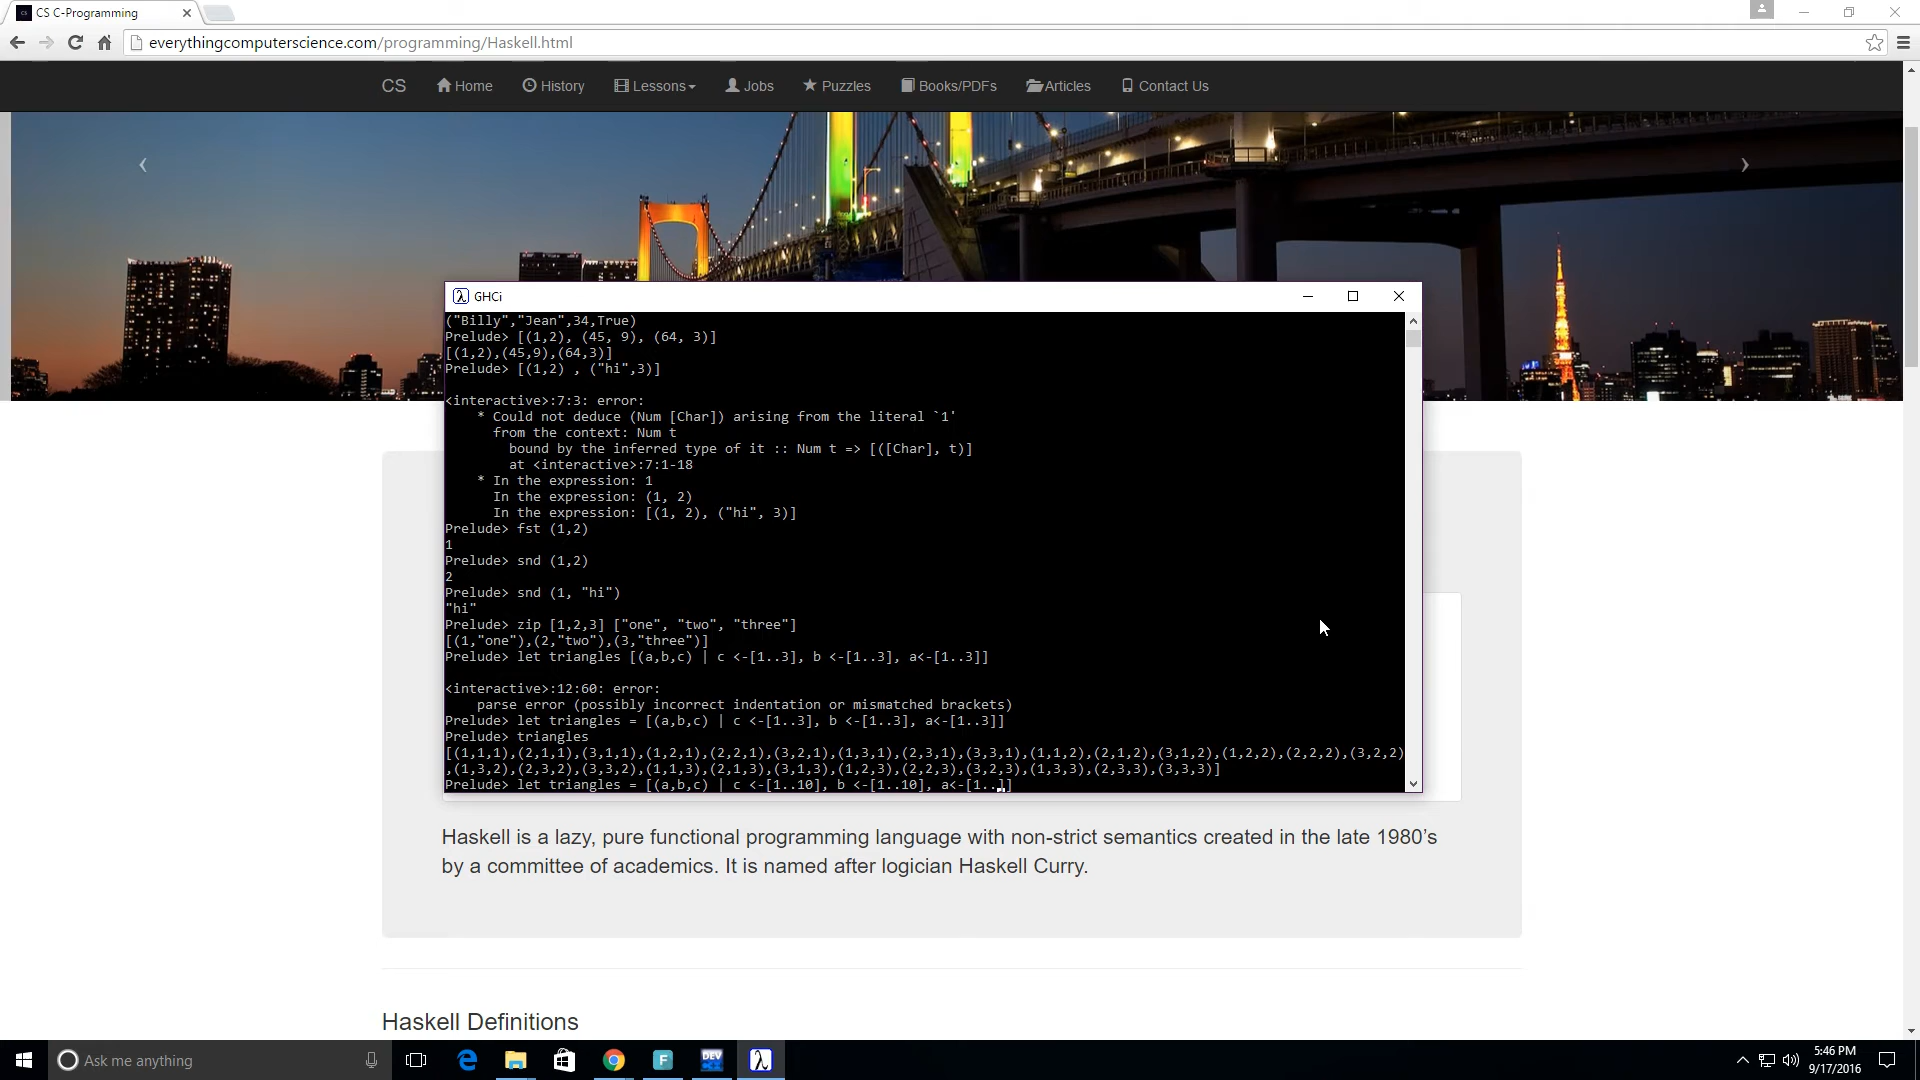 CS C-Programming
everythingcomputerscience.com/programming/Haskell.html
CS Home History Lessons Jobs Puzzles Books/PDFs Articles Contact Us
GHCi
("Billy","Jean",34,True)
Prelude> [(1,2), (45, 9), (64, 3)]
[(1,2),(45,9),(64,3)]
Prelude> [(1,2) , ("hi",3)]
<interactive>:7:3: error:
* Could not deduce (Num [Char]) arising from the literal `1'
from the context: Num t
bound by the inferred type of it :: Num t => [([Char], t)]
at <interactive>:7:1-18
* In the expression: 1
In the expression: (1, 2)
In the expression: [(1, 2), ("hi", 3)]
Prelude> fst (1,2)
1
Prelude> snd (1,2)
2
Prelude> snd (1, "hi")
"hi"
Prelude> zip [1,2,3] ["one", "two", "three"]
[(1,"one"),(2,"two"),(3,"three")]
Prelude> let triangles [(a,b,c) | c <-[1..3], b <-[1..3], a<-[1..3]]
<interactive>:12:60: error:
parse error (possibly incorrect indentation or mismatched brackets)
Prelude> let triangles = [(a,b,c) | c <-[1..3], b <-[1..3], a<-[1..3]]
Prelude> triangles
[(1,1,1),(2,1,1),(3,1,1),(1,2,1),(2,2,1),(3,2,1),(1,3,1),(2,3,1),(3,3,1),(1,1,2),(2,1,2),(3,1,2),(1,2,2),(2,2,2),(3,2,2)
,(1,3,2),(2,3,2),(3,3,2),(1,1,3),(2,1,3),(3,1,3),(1,2,3),(2,2,3),(3,2,3),(1,3,3),(2,3,3),(3,3,3)]
Prelude> let triangles = [(a,b,c) | c <-[1..10], b <-[1..10], a<-[1..]]
Haskell is a lazy, pure functional programming language with non-strict semantics created in the late 1980's
by a committee of academics. It is named after logician Haskell Curry.
Haskell Definitions
Ask me anything
5:46 PM
9/17/2016